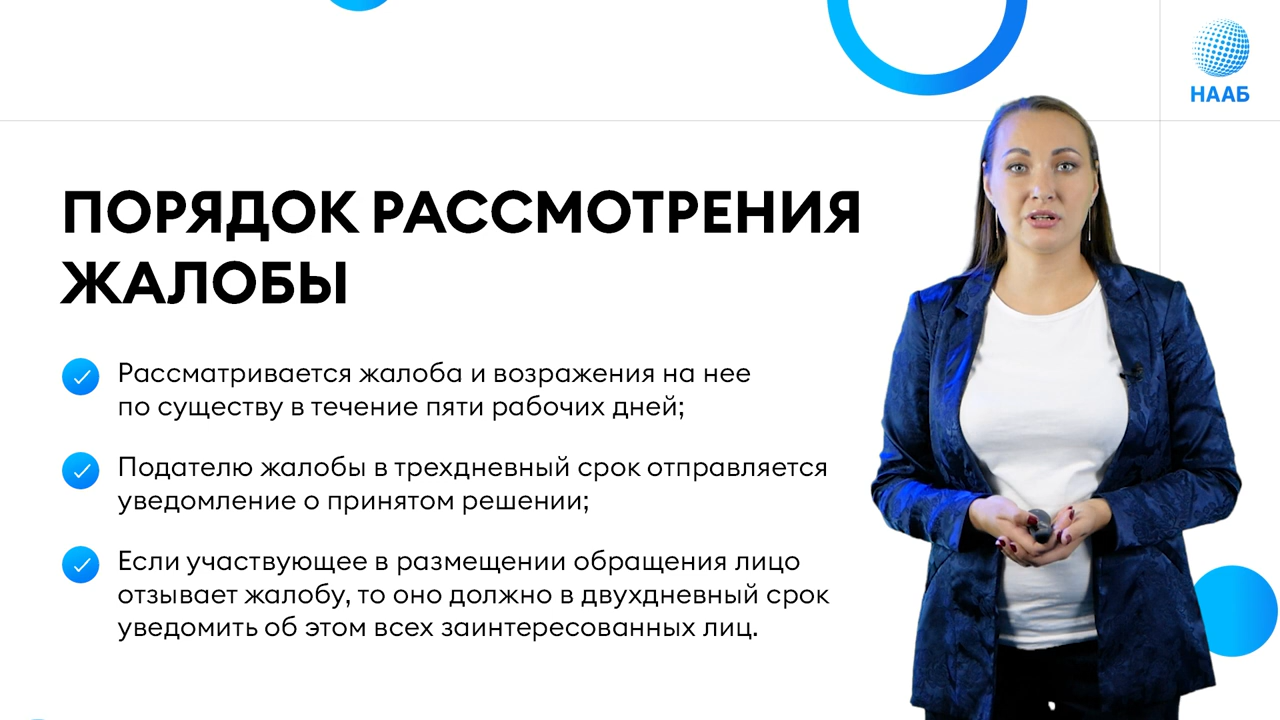 НААБ
ПОРЯДОК РАССМОТРЕНИЯ
ЖАЛОБЫ
Рассматривается жалоба и возражения на нее
по существу в течение пяти рабочих дней;
Подателю жалобы в трехдневный срок отправляется
уведомление о принятом решении;
Если участвующее в размещении обращения лицо
отзывает жалобу, то оно должно в двухдневный срок
уведомить об этом всех заинтересованных лиц.